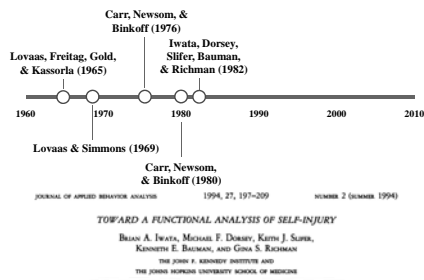 Carr, Newsom, &
Binkoff (1976)
Iwata, Dorsey,
Slifer, Bauman,
& Richman (1982)
Lovaas, Freitag, Gold,
& Kassorla (1965)
1960
1970
1980
1990
2000
2010
Lovaas & Simmons (1969)
Carr, Newsom,
& Binkoff (1980)
JOURNAL OF APPLIED BEHAVIOR ANALYSIS 1994, 27, 197–209 NUMBER 2 (SUMMER 1994)
TOWARD A FUNCTIONAL ANALYSIS OF SELF-INJURY
BRIAN A. IWATA, MICHAEL F. DORSEY, KEITH J. SLIFER,
KENNETH E. BAUMAN, AND GINA S. RICHMAN
THE JOHN F. KENNEDY INSTITUTE AND
THE JOHNS HOPKINS UNIVERSITY SCHOOL OF MEDICINE